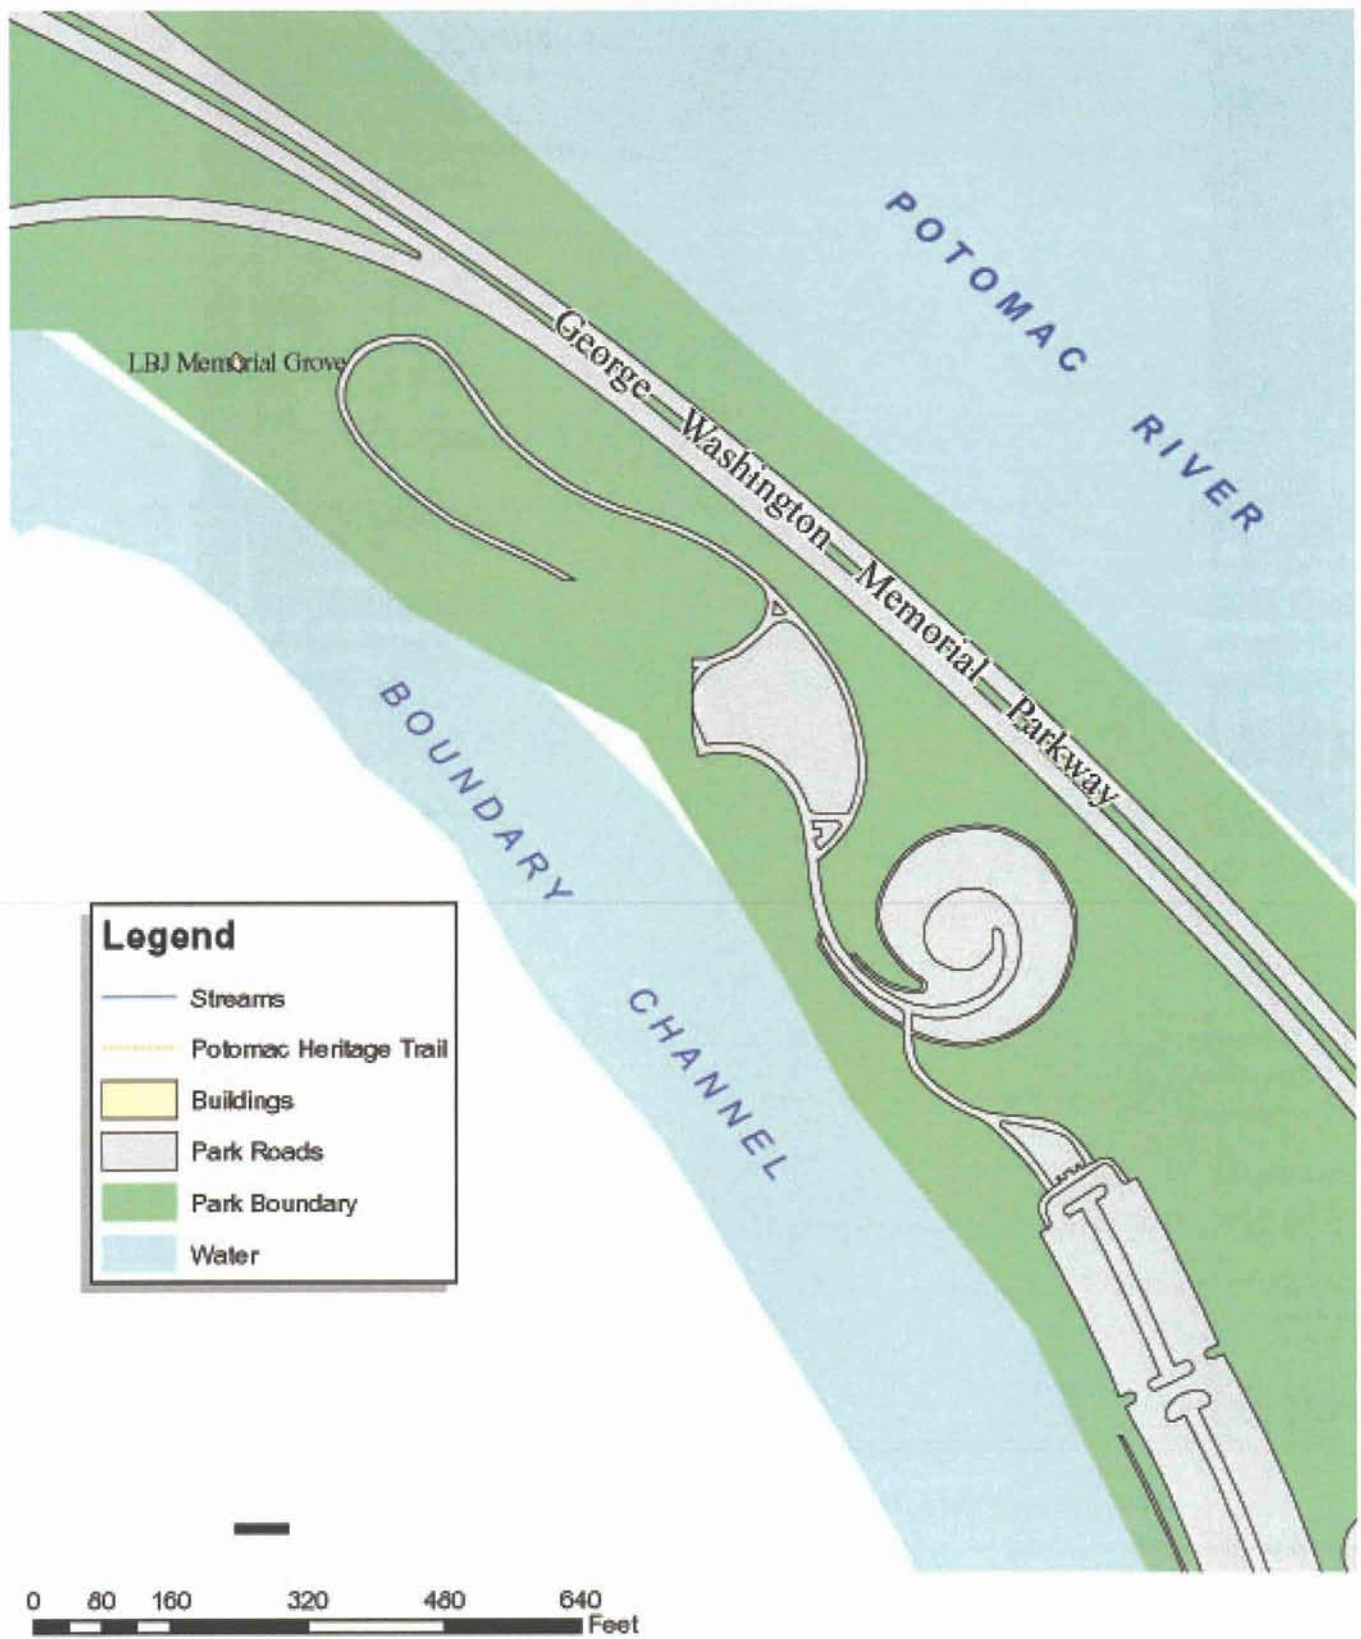 POTOMAC RIVER
LBJ Memorial Grove
George Washington Memorial Parkway
BOUNDARY CHANNEL
Legend
Streams
Potomac Heritage Trail
Buildings
Park Roads
Park Boundary
Water
0 80 160 320 480 640
Feet